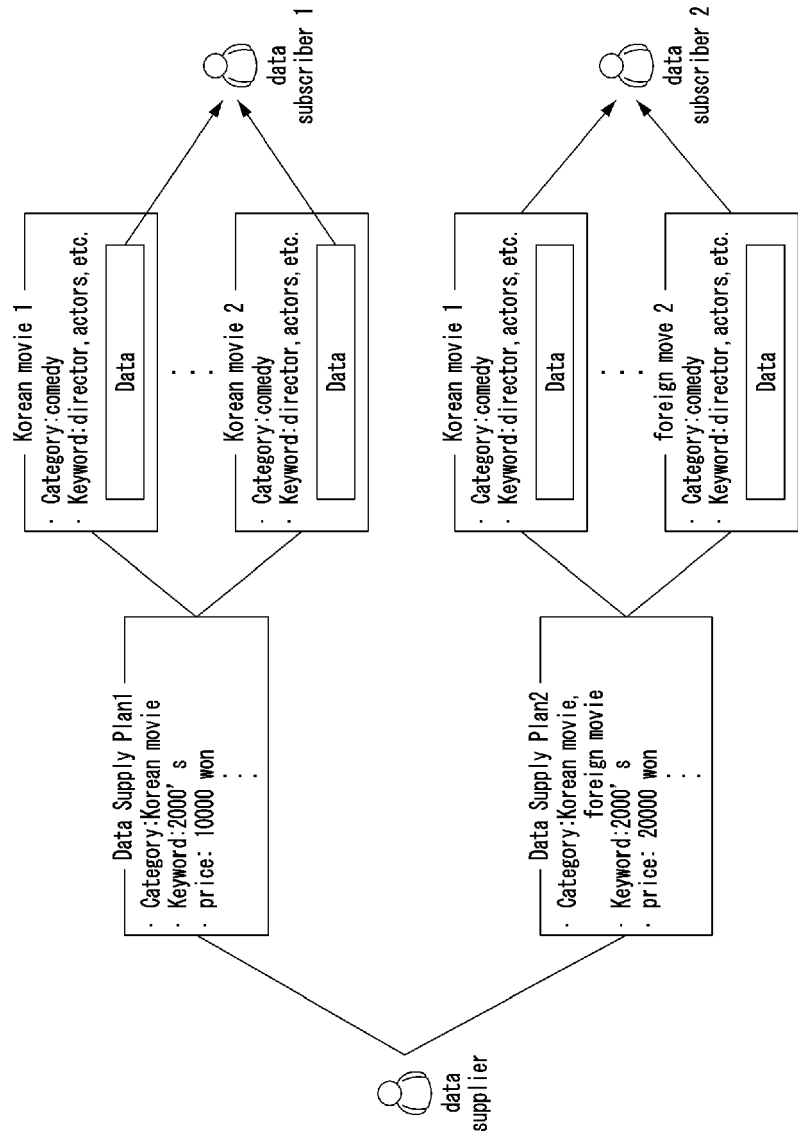 data
supplier
Data Supply Plan1
· Category:Korean movie
· Keyword:2000's
· price: 10000 won
· · ·
Data Supply Plan2
· Category:Korean movie,
foreign movie
· Keyword:2000's
· price: 20000 won
· · ·
Korean movie 1
· Category:comedy
· Keyword:director, actors, etc.
Data
· · ·
Korean movie 2
· Category:comedy
· Keyword:director, actors, etc.
Data
Korean movie 1
· Category:comedy
· Keyword:director, actors, etc.
Data
· · ·
foreign move 2
· Category:comedy
· Keyword:director, actors, etc.
Data
data
subscriber 1
data
subscriber 2